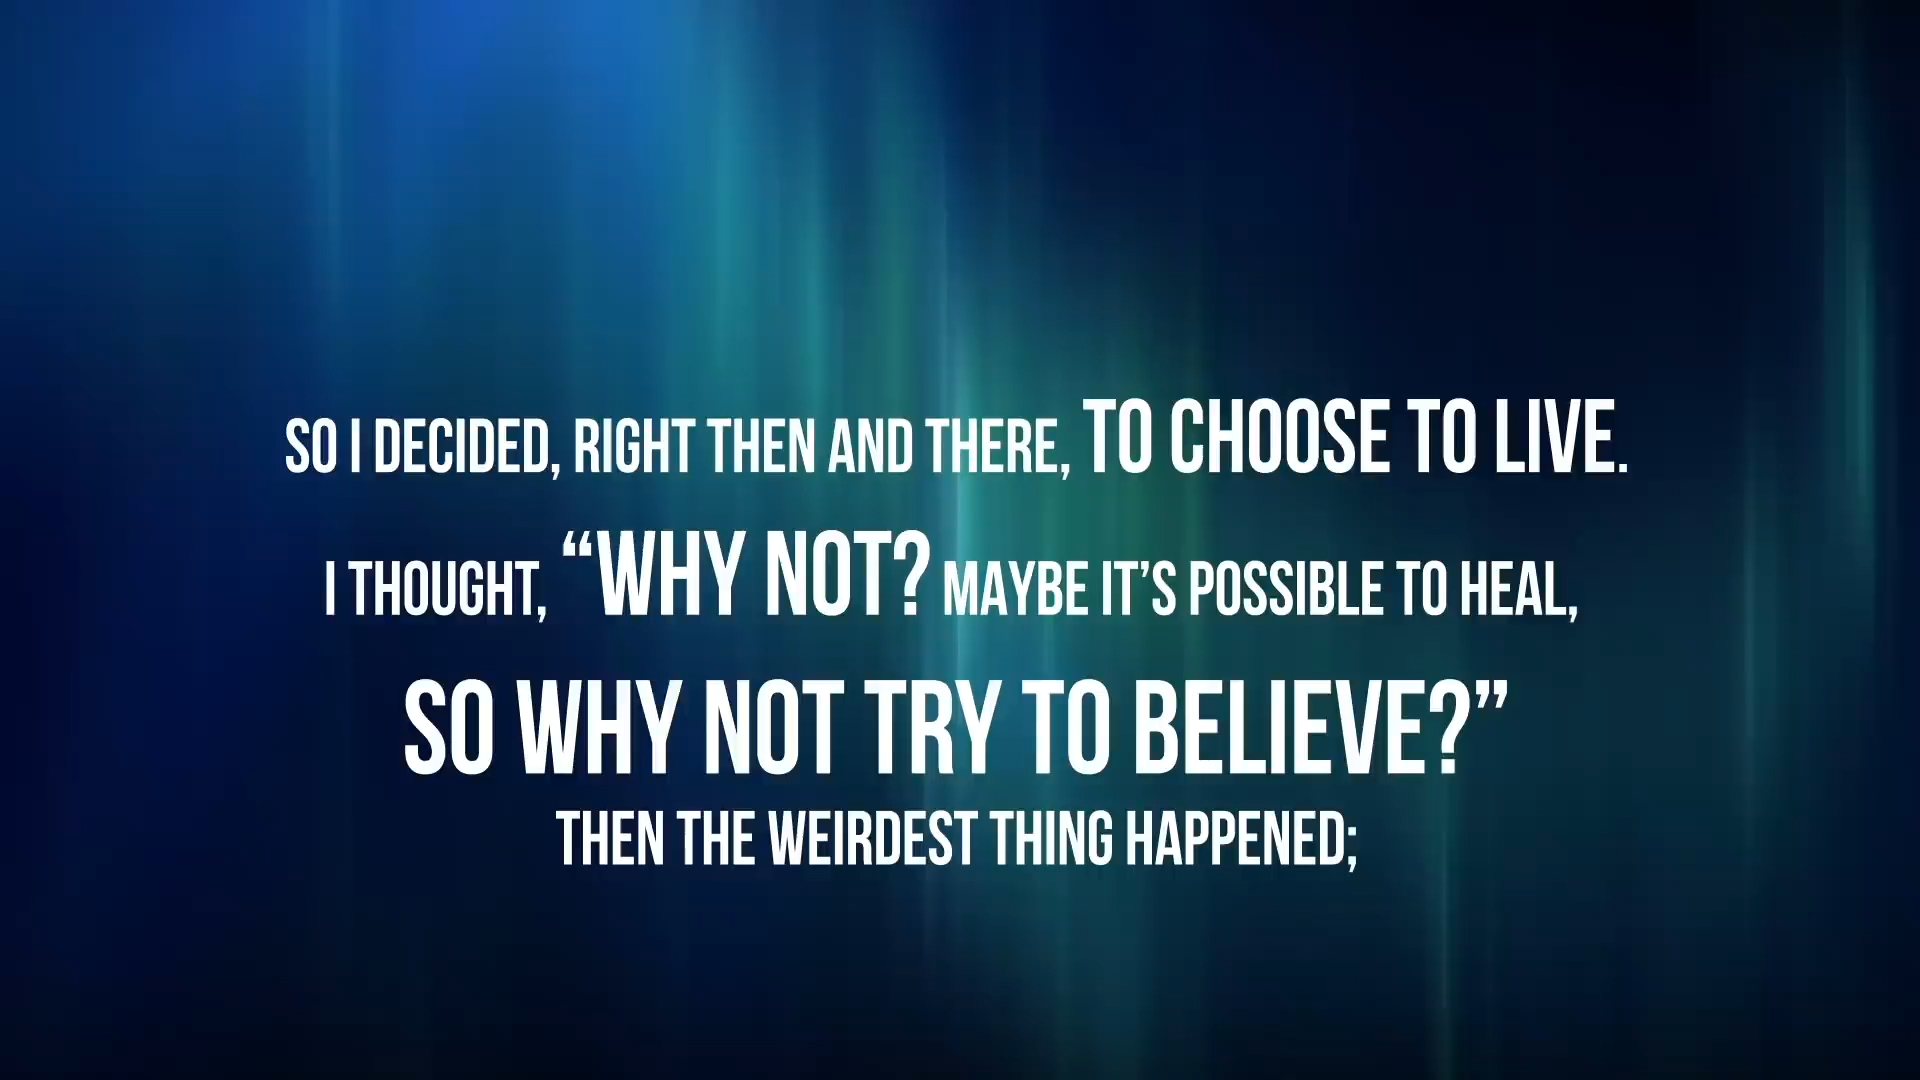 SO I DECIDED, RIGHT THEN AND THERE, TO CHOOSE TO LIVE.
I THOUGHT, “WHY NOT? MAYBE IT’S POSSIBLE TO HEAL,
SO WHY NOT TRY TO BELIEVE?”
THEN THE WEIRDEST THING HAPPENED;